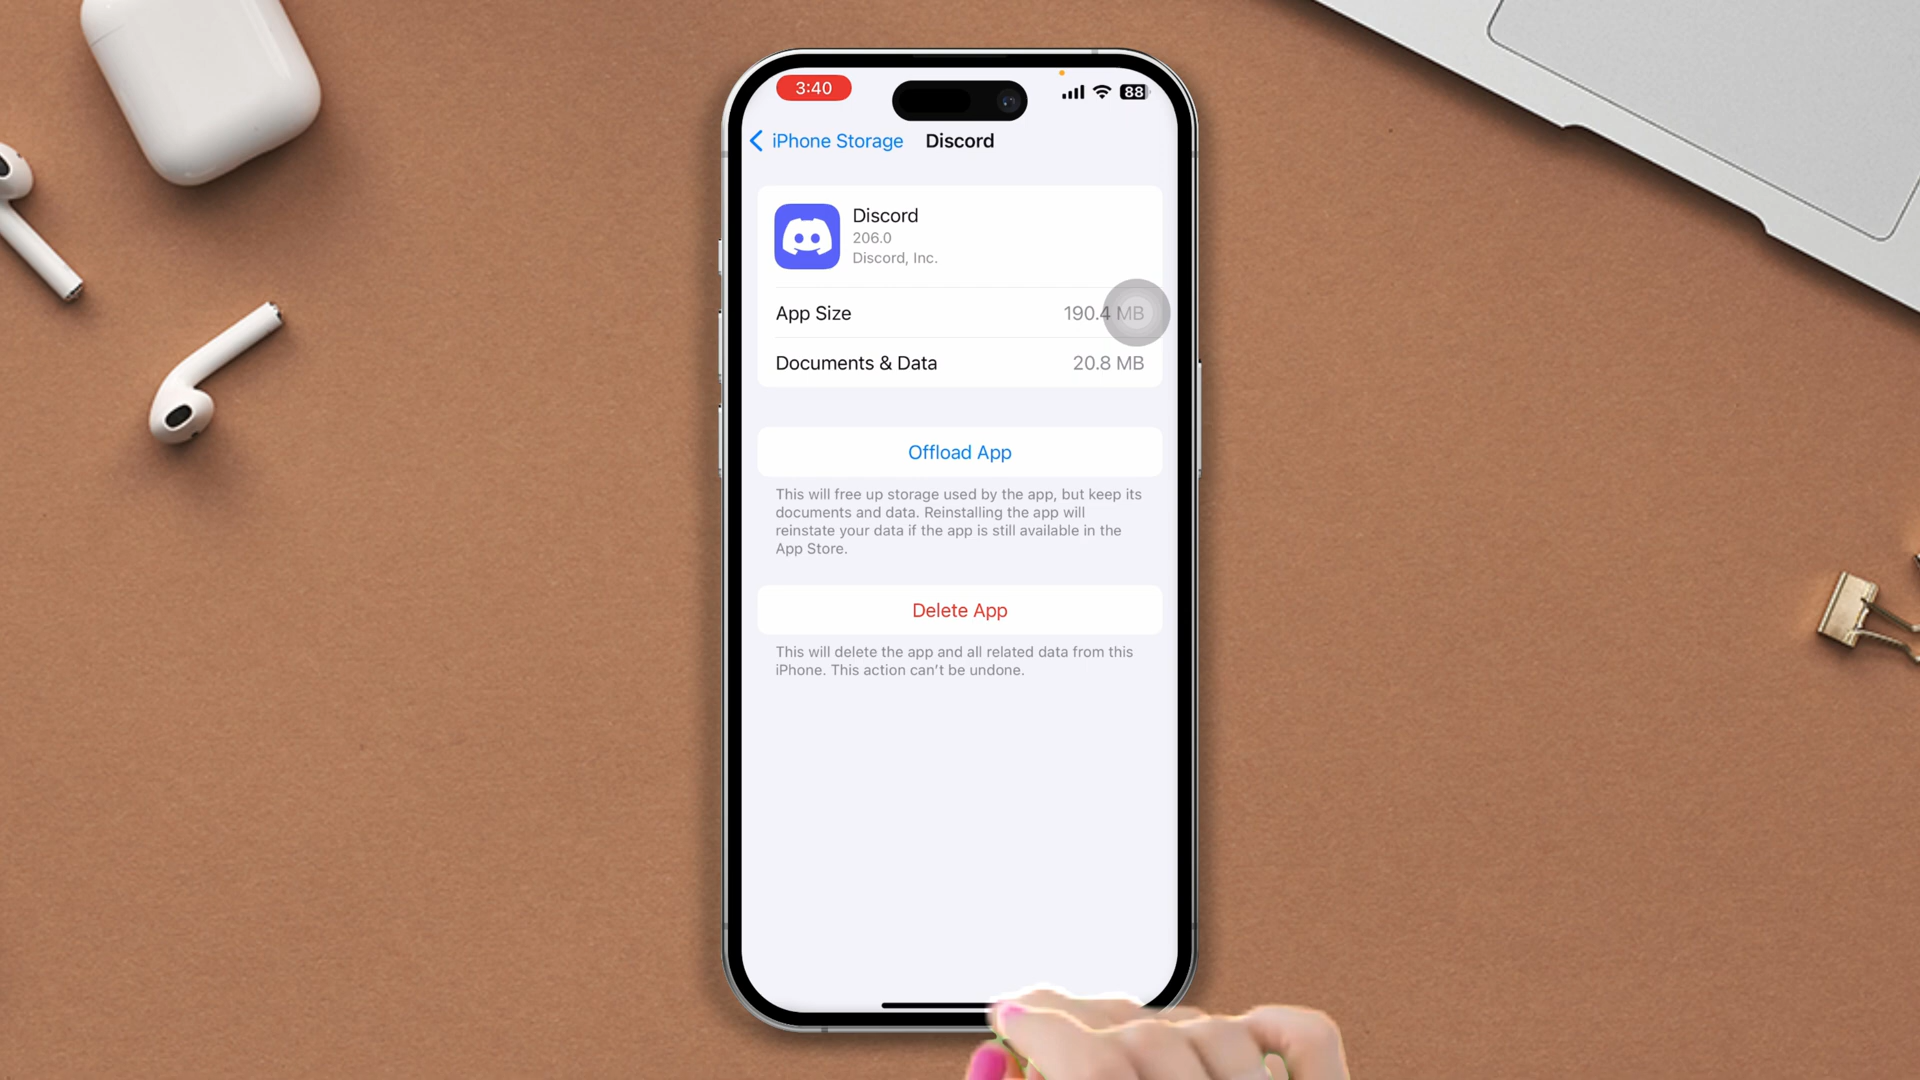 3:40
88
iPhone Storage Discord
Discord
206.0
Discord, Inc.
App Size 190.4 MB
Documents & Data 20.8 MB
Offload App
This will free up storage used by the app, but keep its
documents and data. Reinstalling the app will
reinstate your data if the app is still available in the
App Store.
Delete App
This will delete the app and all related data from this
iPhone. This action can't be undone.